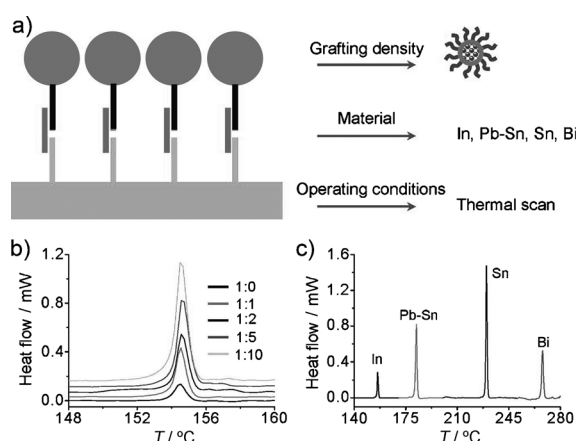 a)
Grafting density
Material
In, Pb-Sn, Sn, Bi
Operating conditions
Thermal scan
b)
Heat flow / mW
1.2
0.8
0.4
0.0
1:0
1:1
1:2
1:5
1:10
148 152 156 160
T / ºC
c)
Heat flow / mW
1.6
1.2
0.8
0.4
0.0
In
Pb-Sn
Sn
Bi
140 175 210 245 280
T / ºC